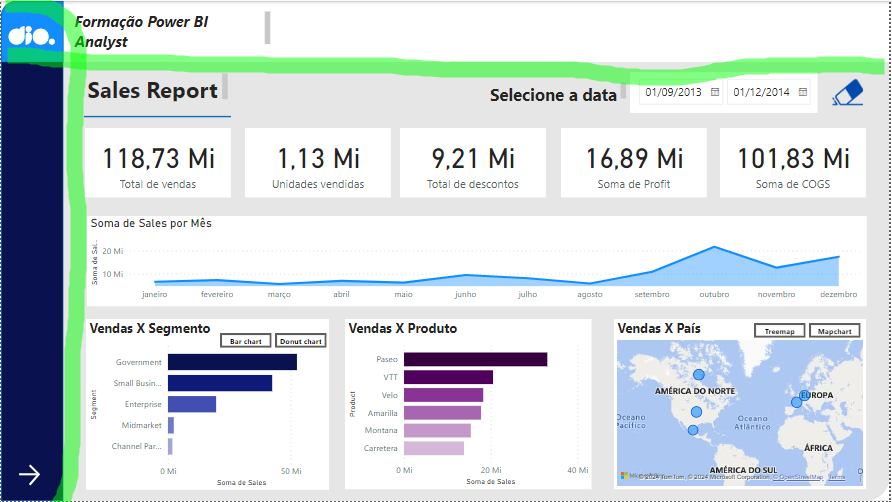 dio.
Formação Power BI
Analyst
Sales Report
Selecione a data
01/09/2013
01/12/2014
118,73 Mi
Total de vendas
1,13 Mi
Unidades vendidas
9,21 Mi
Total de descontos
16,89 Mi
Soma de Profit
101,83 Mi
Soma de COGS
Soma de Sales por Mês
Soma de Sal...
20 Mi
10 Mi
janeiro
fevereiro
março
abril
maio
junho
julho
agosto
setembro
outubro
novembro
dezembro
Vendas X Segmento
Bar chart
Donut chart
Segment
Government
Small Busin...
Enterprise
Midmarket
Channel Par...
0 Mi
50 Mi
Soma de Sales
Vendas X Produto
Product
Paseo
VTT
Velo
Amarilla
Montana
Carretera
0 Mi
20 Mi
40 Mi
Soma de Sales
Vendas X País
Treemap
Mapchart
AMÉRICA DO NORTE
EUROPA
Oceano
Pacífico
Oceano
Atlântico
ÁFRICA
AMÉRICA DO SUL
© 2024 TomTom, © 2024 Microsoft Corporation, © OpenStreetMap Terms